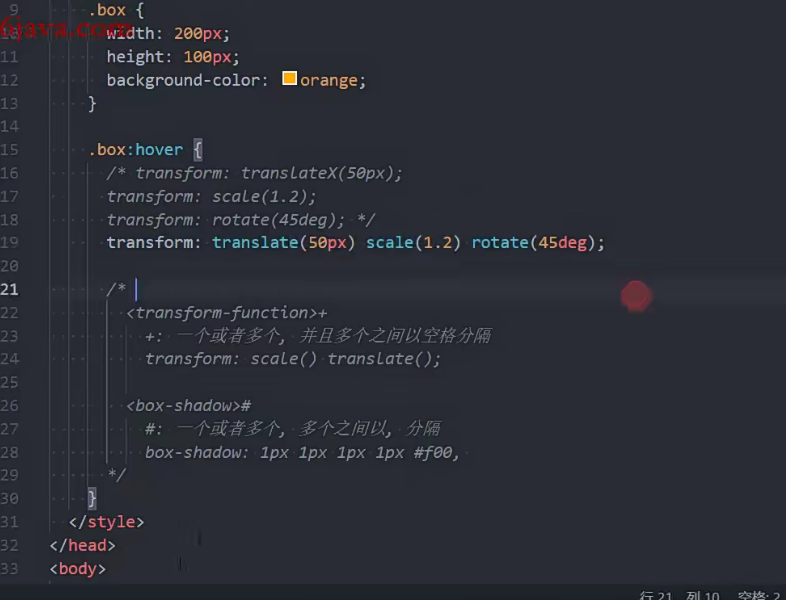 9 .box {
6java.com
10 width: 200px;
11 height: 100px;
12 background-color: orange;
13 }
14
15 .box:hover {
16 /* transform: translateX(50px);
17 transform: scale(1.2);
18 transform: rotate(45deg); */
19 transform: translate(50px) scale(1.2) rotate(45deg);
20
21 /*
22 <transform-function>+
23 +: 一个或者多个, 并且多个之间以空格分隔
24 transform: scale() translate();
25
26 <box-shadow>#
27 #: 一个或者多个, 多个之间以, 分隔
28 box-shadow: 1px 1px 1px 1px #f00,
29 */
30 }
31 </style>
32 </head>
33 <body>
行 21, 列 10 空格: 2